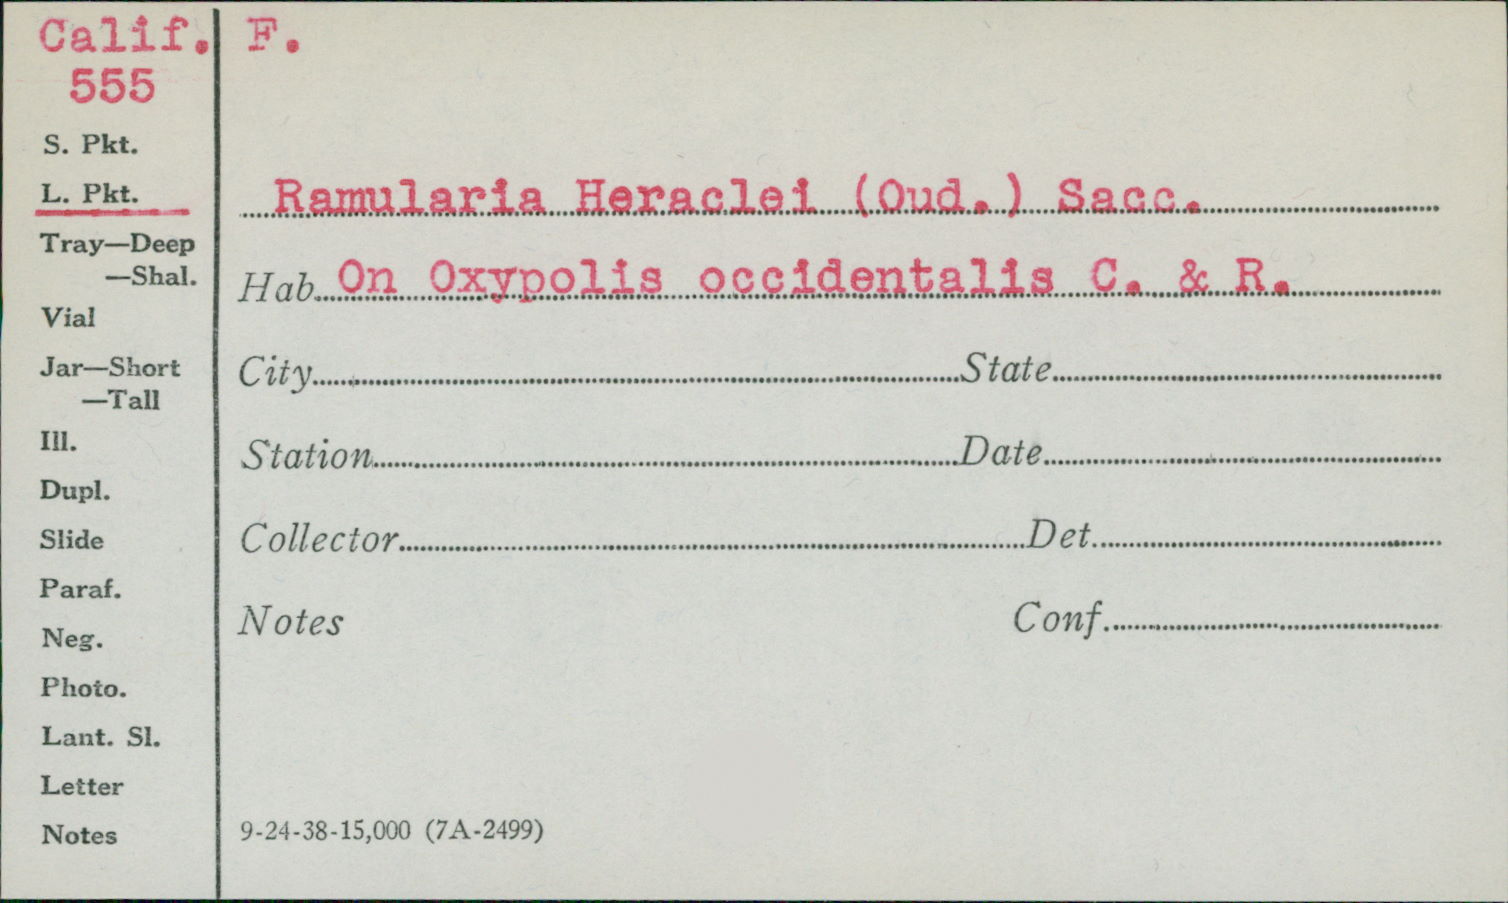 Calif. F.
555
S. Pkt.
L. Pkt.
Ramularia Heraclei (Oud.) Sacc.
Tray—Deep
—Shal.
Hab. On Oxypolis occidentalis C. & R.
Vial
Jar—Short
—Tall
City State
Ill.
Station Date
Dupl.
Slide
Collector Det.
Paraf.
Neg.
Notes Conf.
Photo.
Lant. Sl.
Letter
Notes
9-24-38-15,000 (7A-2499)